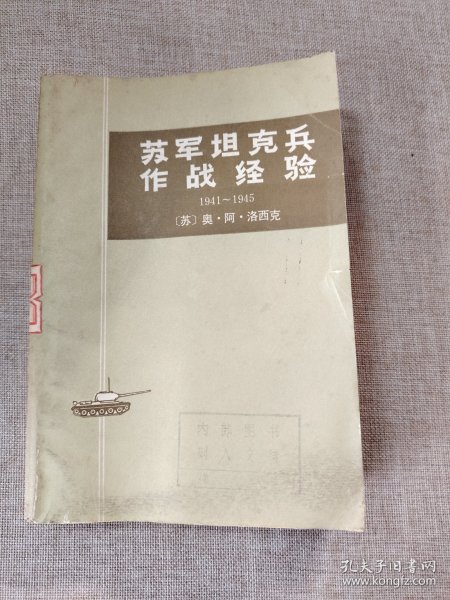 苏军坦克兵
作战经验
1941～1945
〔苏〕奥·阿·洛西克
内部图书
孔夫子旧书网
www.kongfz.com